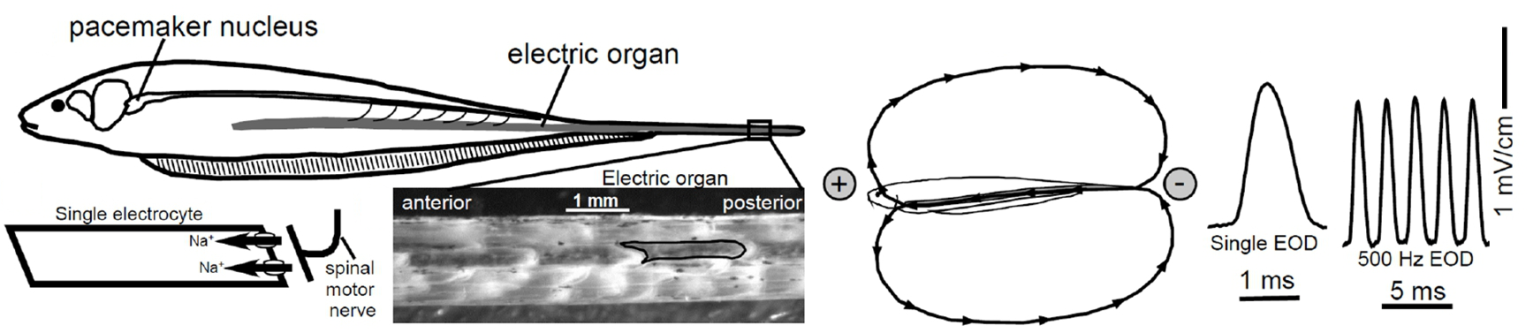 pacemaker nucleus
electric organ
Single electrocyte
Na+
Na+
spinal
motor
nerve
Electric organ
anterior
1 mm
posterior
+
-
Single EOD
1 ms
500 Hz EOD
5 ms
1 mV/cm